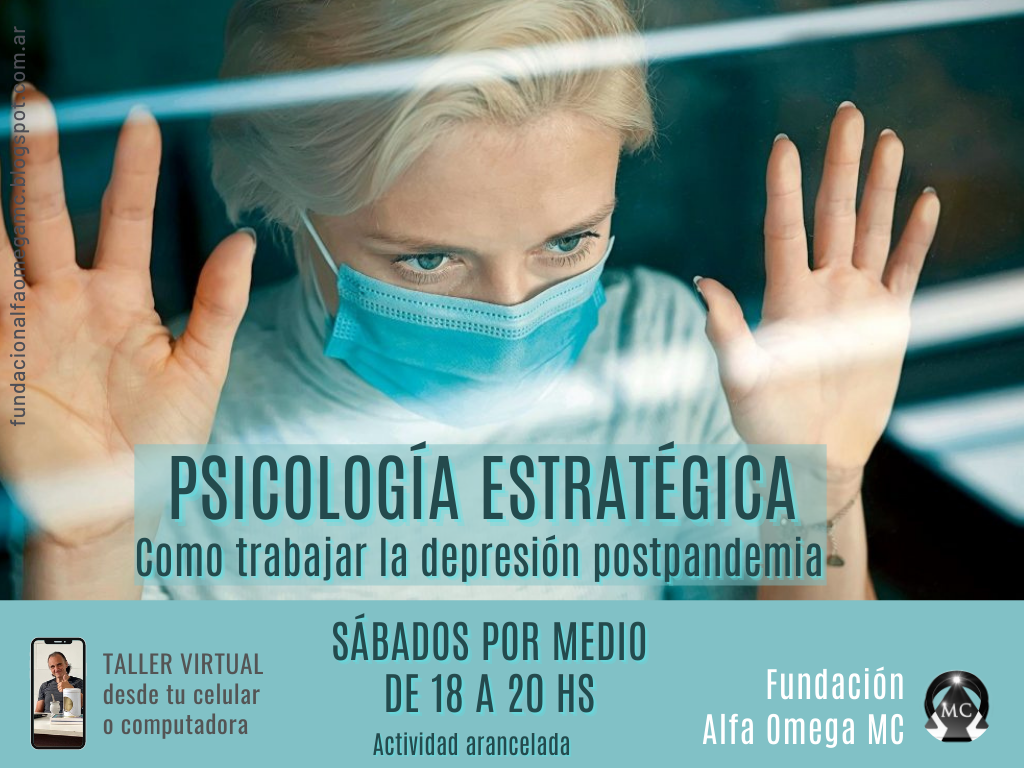 fundacionalfaomegamc.blogspot.com.ar
PSICOLOGÍA ESTRATÉGICA
Como trabajar la depresión postpandemia
TALLER VIRTUAL
desde tu celular
o computadora
SÁBADOS POR MEDIO
DE 18 A 20 HS
Actividad arancelada
Fundación
Alfa Omega MC
MC